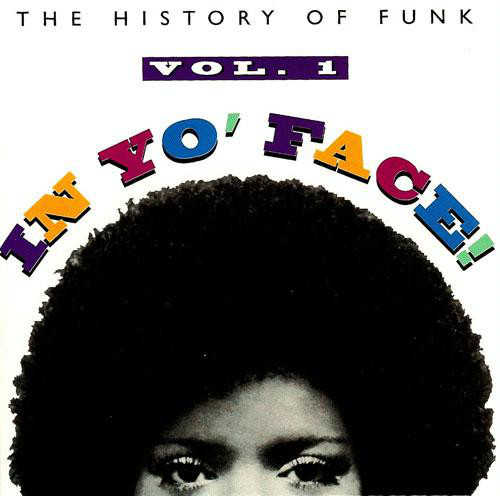 THE HISTORY OF FUNK
VOL. 1
IN YO' FACE!